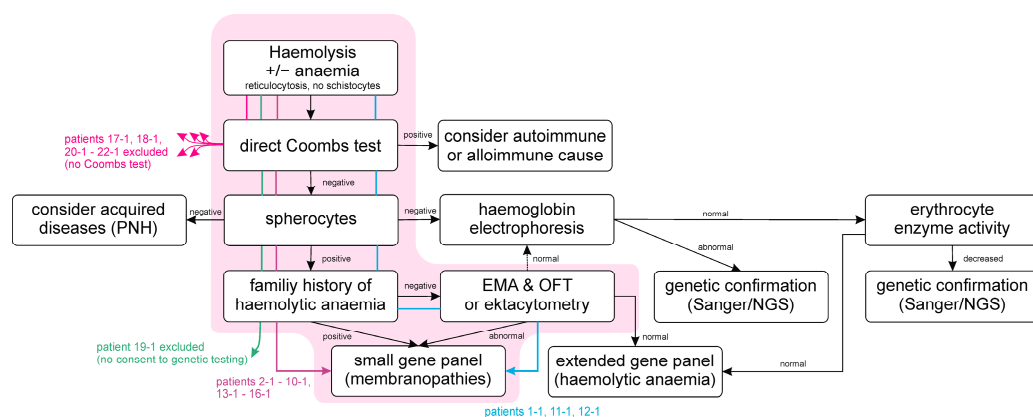 Haemolysis
+/− anaemia
reticulocytosis, no schistocytes
patients 17-1, 18-1,
20-1 - 22-1 excluded
(no Coombs test)
direct Coombs test
positive
consider autoimmune
or alloimmune cause
negative
consider acquired
diseases (PNH)
negative
spherocytes
negative
haemoglobin
electrophoresis
normal
erythrocyte
enzyme activity
positive
normal
abnormal
decreased
familiy history of
haemolytic anaemia
negative
EMA & OFT
or ektacytometry
genetic confirmation
(Sanger/NGS)
genetic confirmation
(Sanger/NGS)
positive
abnormal
normal
patient 19-1 excluded
(no consent to genetic testing)
small gene panel
(membranopathies)
extended gene panel
(haemolytic anaemia)
normal
patients 2-1 - 10-1,
13-1 - 16-1
patients 1-1, 11-1, 12-1